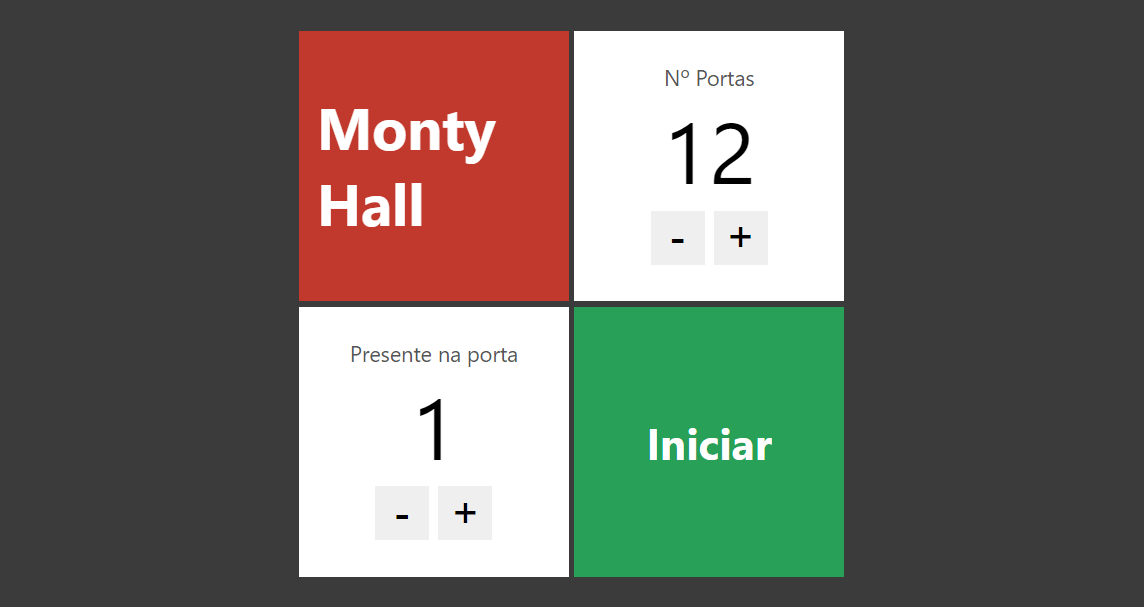 Monty
Hall
Nº Portas
12
- +
Presente na porta
1
- +
Iniciar